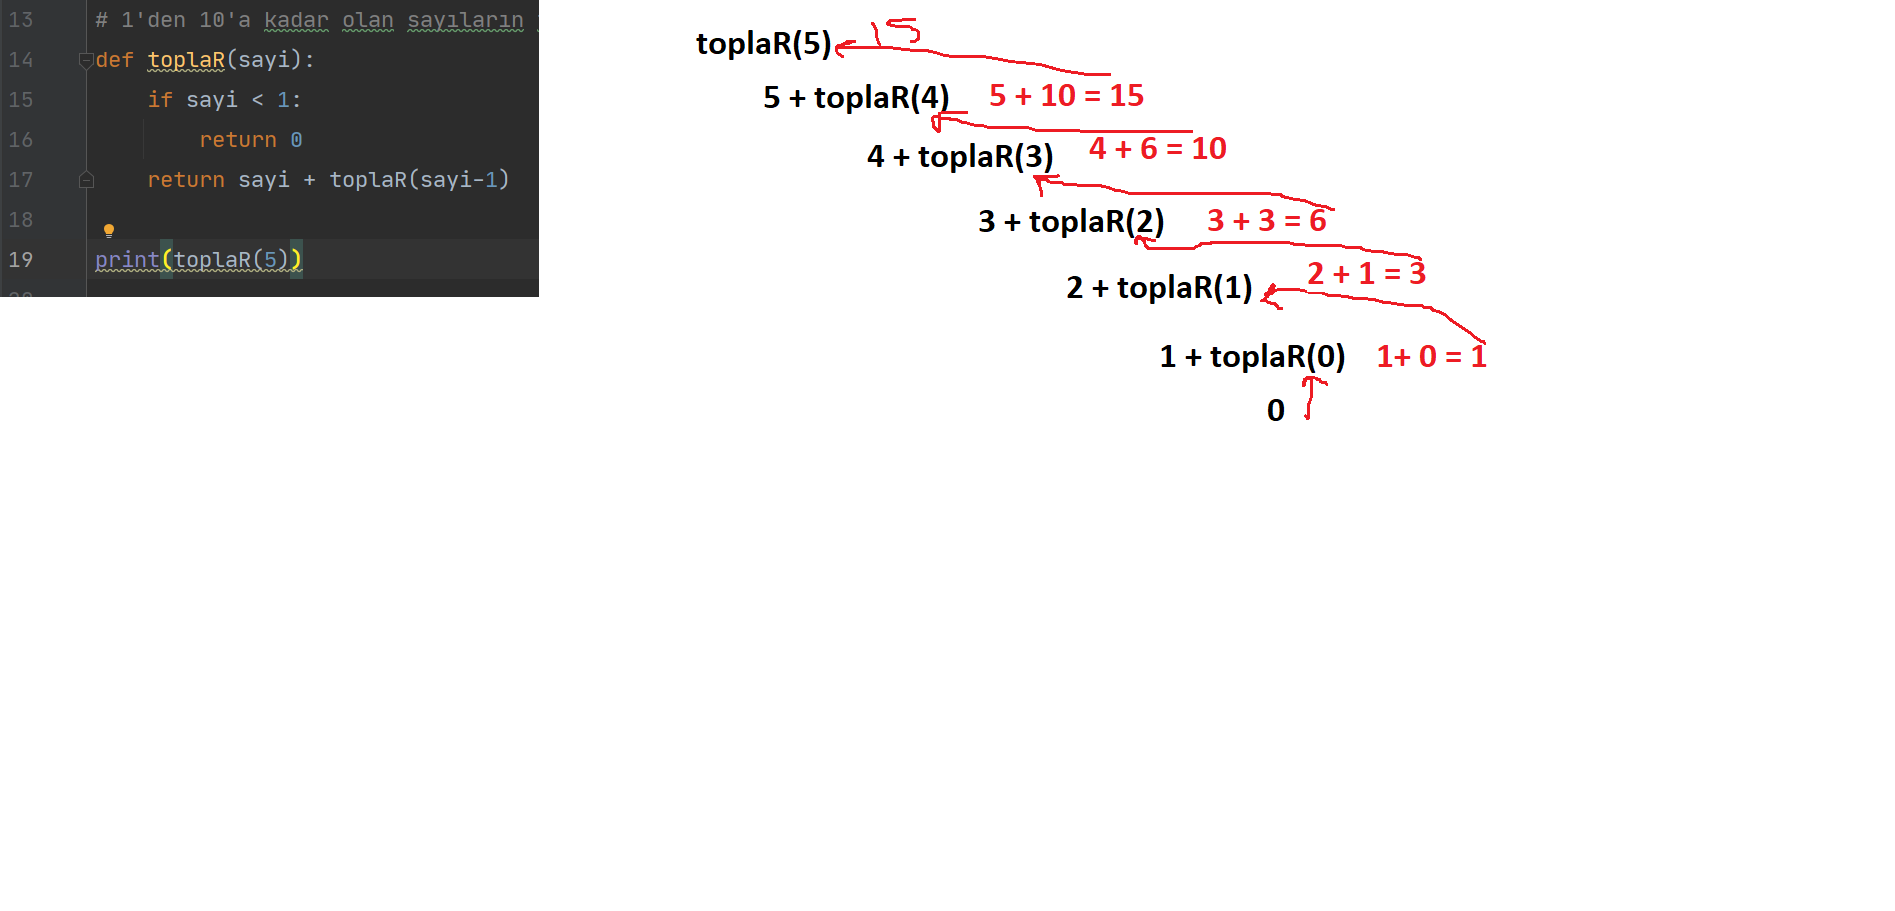 13 # 1'den 10'a kadar olan sayıların
14 def toplaR(sayi):
15 if sayi < 1:
16 return 0
17 return sayi + toplaR(sayi-1)
18
19 print(toplaR(5))
15
toplaR(5)
5 + toplaR(4) 5 + 10 = 15
4 + toplaR(3) 4 + 6 = 10
3 + toplaR(2) 3 + 3 = 6
2 + toplaR(1) 2 + 1 = 3
1 + toplaR(0) 1+ 0 = 1
0